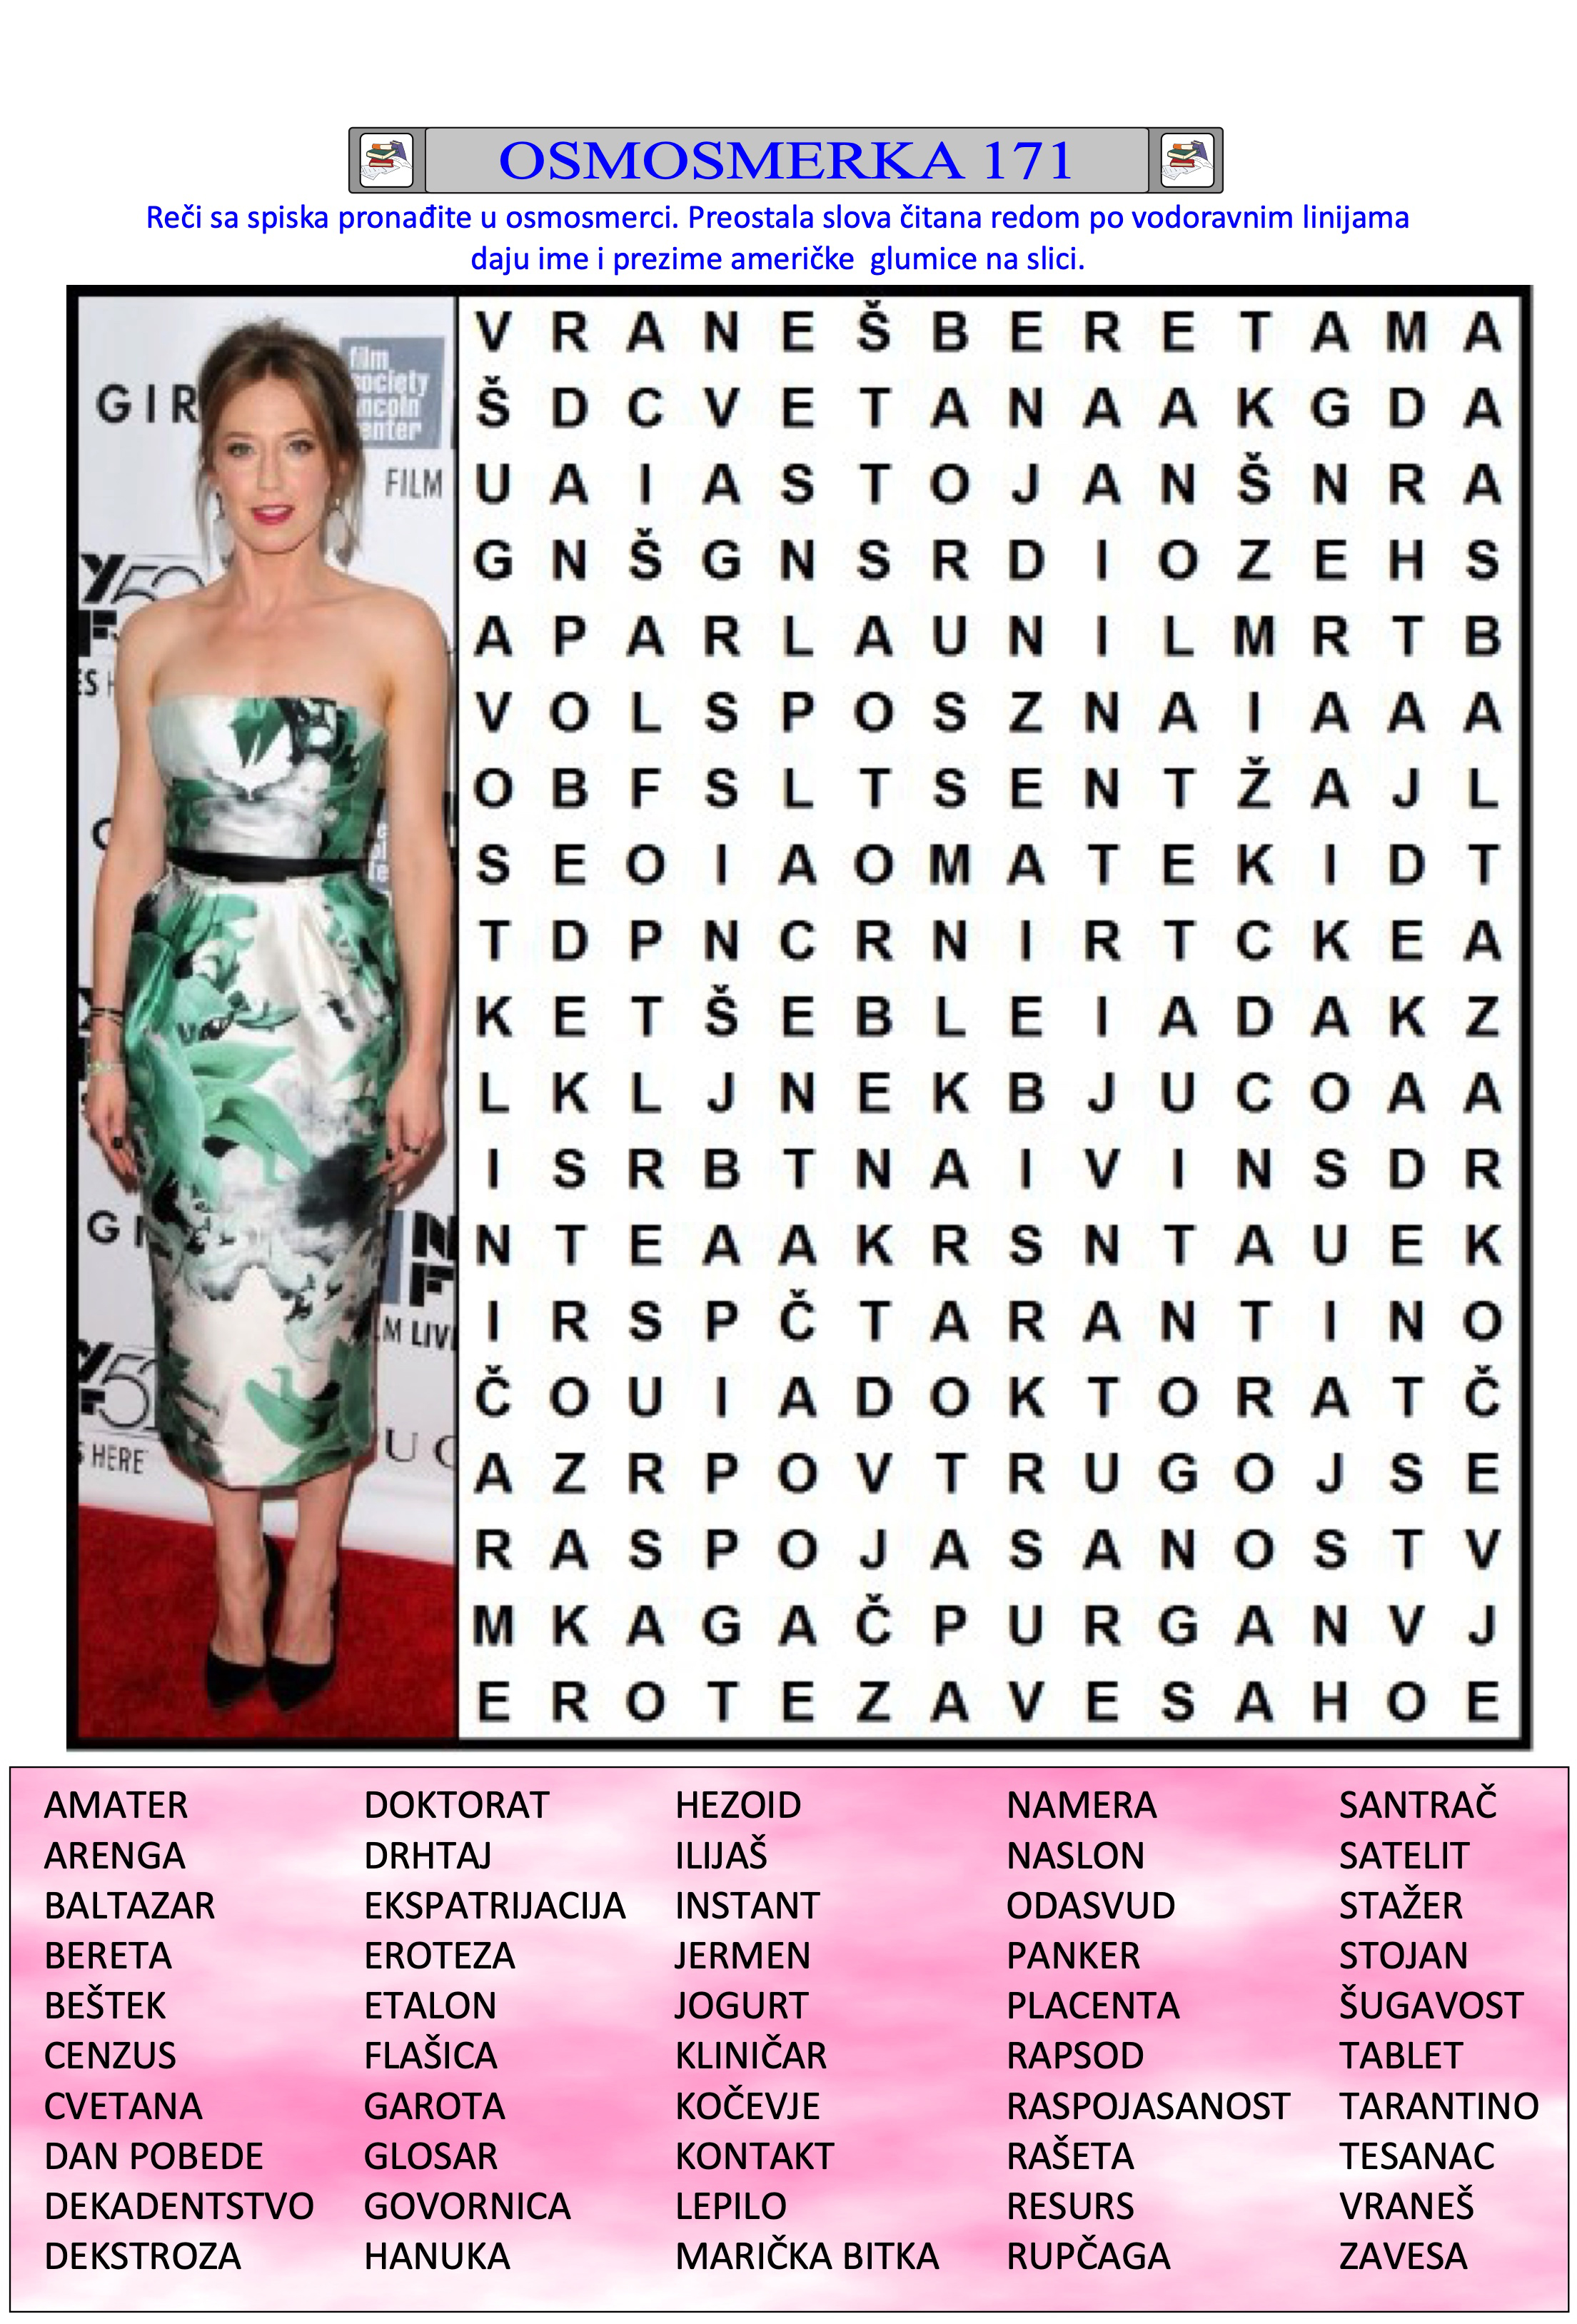 OSMOSMERKA 171
Reči sa spiska pronađite u osmosmerci. Preostala slova čitana redom po vodoravnim linijama
daju ime i prezime američke glumice na slici.
V R A N E Š B E R E T A M A
Š D C V E T A N A A K G D A
U A I A S T O J A N Š N R A
G N Š G N S R D I O Z E H S
A P A R L A U N I L M R T B
V O L S P O S Z N A I A A A
O B F S L T S E N T Ž A J L
S E O I A O M A T E K I D T
T D P N C R N I R T C K E A
K E T Š E B L E I A D A K Z
L K L J N E K B J U C O A A
I S R B T N A I V I N S D R
N T E A A K R S N T A U E K
I R S P Č T A R A N T I N O
Č O U I A D O K T O R A T Č
A Z R P O V T R U G O J S E
R A S P O J A S A N O S T V
M K A G A Č P U R G A N V J
E R O T E Z A V E S A H O E
GIR
film
society
lincoln
enter
FILM
ES H
G I
LM LIV
S HERE
U C
AMATER DOKTORAT HEZOID NAMERA SANTRAČ
ARENGA DRHTAJ ILIJAŠ NASLON SATELIT
BALTAZAR EKSPATRIJACIJA INSTANT ODASVUD STAŽER
BERETA EROTEZA JERMEN PANKER STOJAN
BEŠTEK ETALON JOGURT PLACENTA ŠUGAVOST
CENZUS FLAŠICA KLINIČAR RAPSOD TABLET
CVETANA GAROTA KOČEVJE RASPOJASANOST TARANTINO
DAN POBEDE GLOSAR KONTAKT RAŠETA TESANAC
DEKADENTSTVO GOVORNICA LEPILO RESURS VRANEŠ
DEKSTROZA HANUKA MARIČKA BITKA RUPČAGA ZAVESA